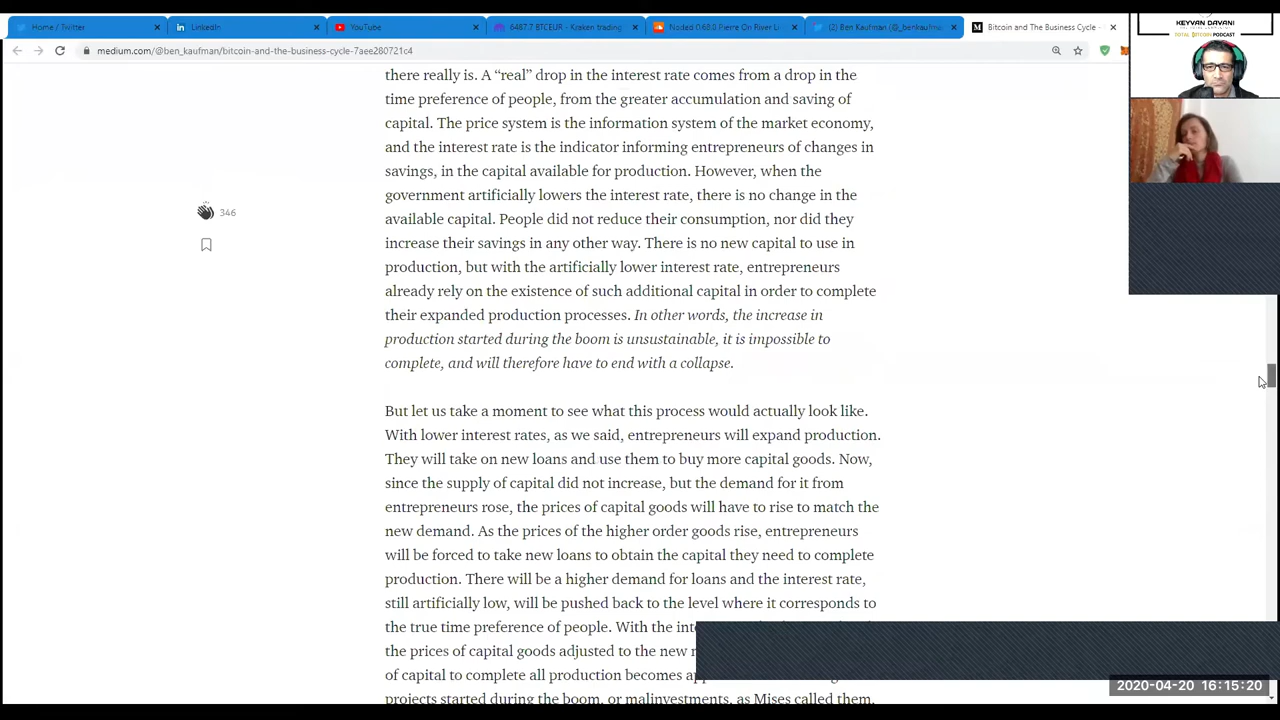 Home / Twitter
LinkedIn
YouTube
6487.7 BTCEUR - Kraken trading
Noded 0.68.0 Pierre On River Li
(2) Ben Kaufman (@_benkaufma
Bitcoin and The Business Cycle -
medium.com/@ben_kaufman/bitcoin-and-the-business-cycle-7aee280721c4
KEYVAN DAVANI
TOTAL BITCOIN PODCAST
there really is. A “real” drop in the interest rate comes from a drop in the
time preference of people, from the greater accumulation and saving of
capital. The price system is the information system of the market economy,
and the interest rate is the indicator informing entrepreneurs of changes in
savings, in the capital available for production. However, when the
government artificially lowers the interest rate, there is no change in the
available capital. People did not reduce their consumption, nor did they
increase their savings in any other way. There is no new capital to use in
production, but with the artificially lower interest rate, entrepreneurs
already rely on the existence of such additional capital in order to complete
their expanded production processes. In other words, the increase in
production started during the boom is unsustainable, it is impossible to
complete, and will therefore have to end with a collapse.
346
But let us take a moment to see what this process would actually look like.
With lower interest rates, as we said, entrepreneurs will expand production.
They will take on new loans and use them to buy more capital goods. Now,
since the supply of capital did not increase, but the demand for it from
entrepreneurs rose, the prices of capital goods will have to rise to match the
new demand. As the prices of the higher order goods rise, entrepreneurs
will be forced to take new loans to obtain the capital they need to complete
production. There will be a higher demand for loans and the interest rate,
still artificially low, will be pushed back to the level where it corresponds to
the true time preference of people. With the
the prices of capital goods adjusted to the new
of capital to complete all production becomes
projects started during the boom, or malinvestments, as Mises called them,
2020-04-20 16:15:20